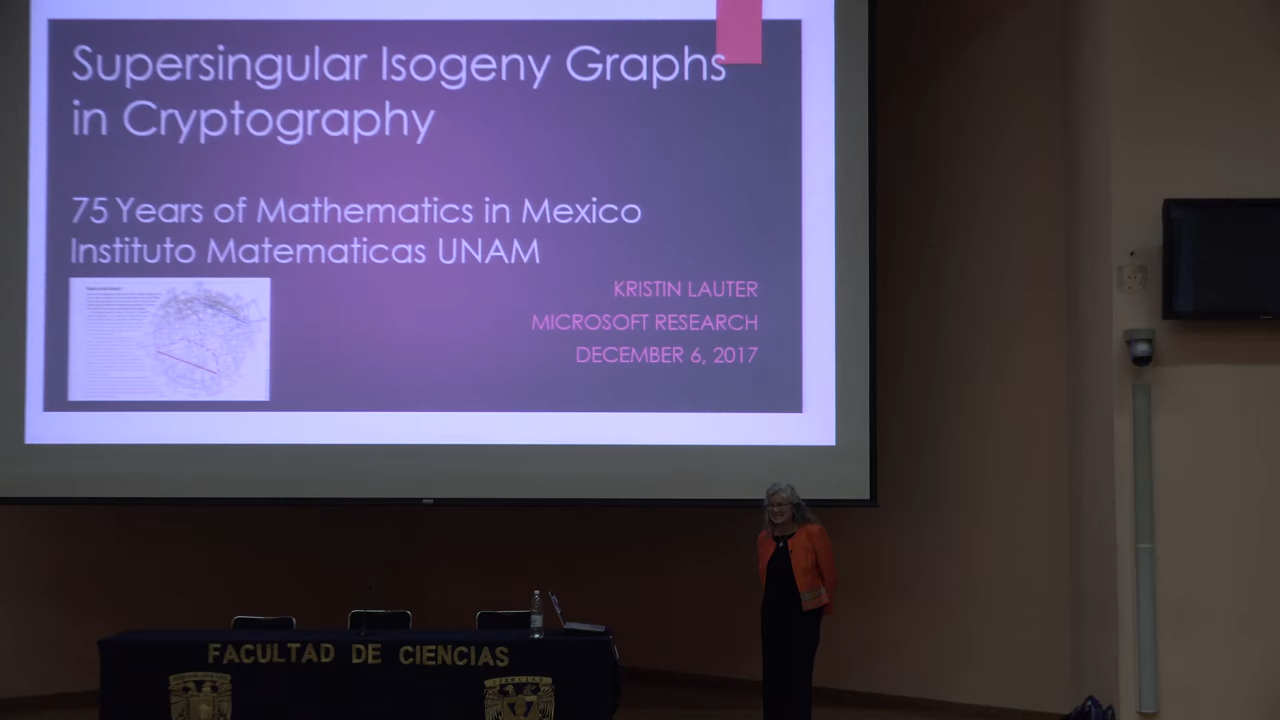 Supersingular Isogeny Graphs
in Cryptography
75 Years of Mathematics in Mexico
Instituto Matematicas UNAM
KRISTIN LAUTER
MICROSOFT RESEARCH
DECEMBER 6, 2017
FACULTAD DE CIENCIAS